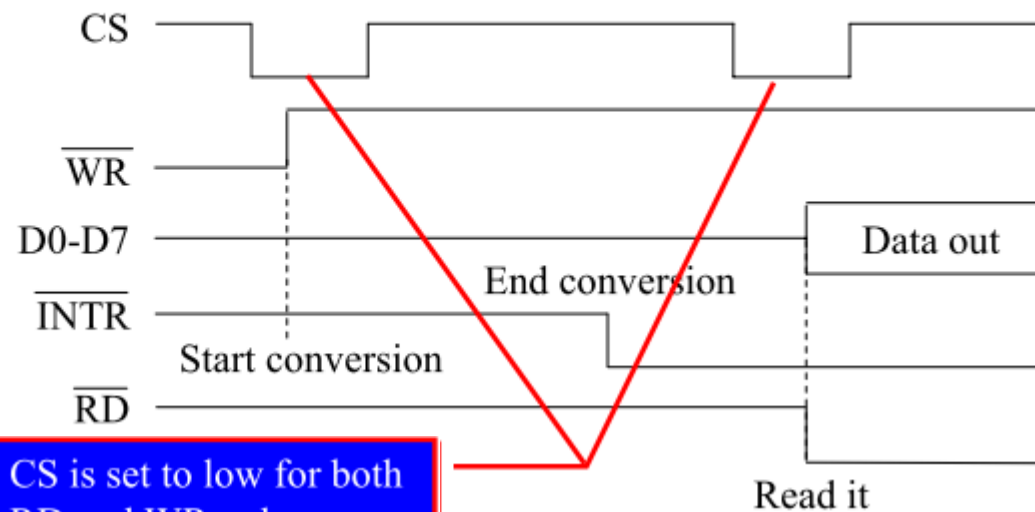 CS
WR
D0-D7
Data out
End conversion
INTR
Start conversion
RD
CS is set to low for both
Read it